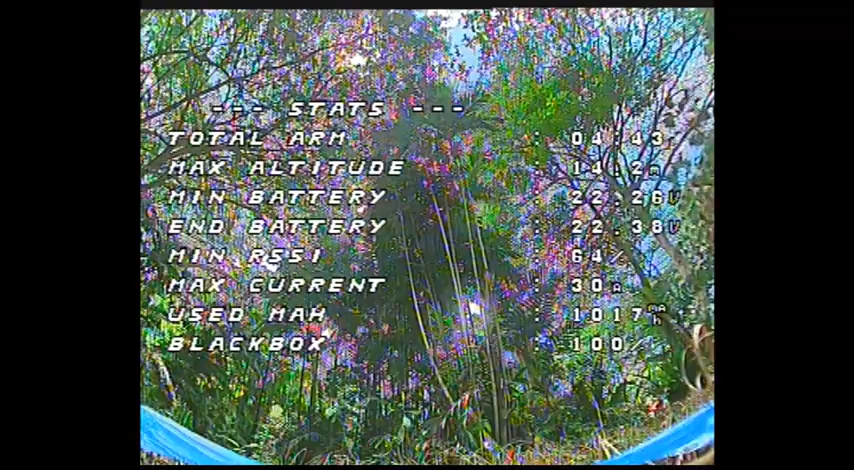 --- STATS ---
TOTAL ARM : 04:43
MAX ALTITUDE : 14.2m
MIN BATTERY : 22.26V
END BATTERY : 22.38V
MIN RSSI : 64%
MAX CURRENT : 30A
USED MAH : 1017mAh
BLACKBOX : 100%